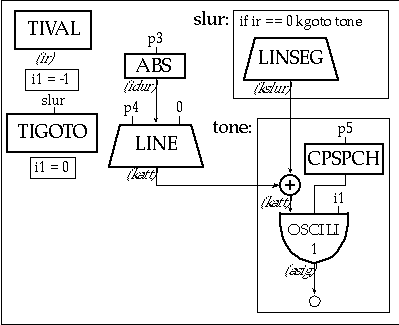 TIVAL
(ir)
i1 = -1
slur
TIGOTO
i1 = 0
p3
ABS
(idur)
p4
0
LINE
(katt)
slur:
if ir == 0 kgoto tone
LINSEG
(kslur)
tone:
p5
CPSPCH
+
(katt)
i1
OSCILI
1
(asig)